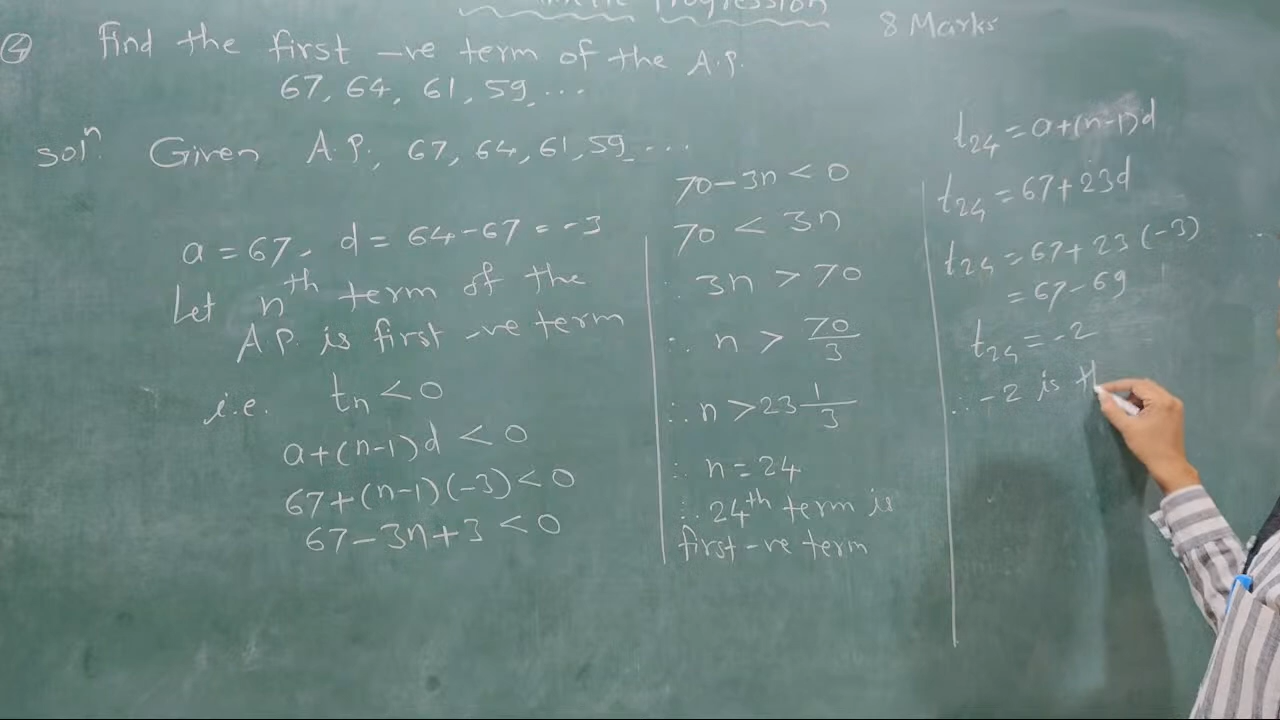 Progression
8 Marks
④ Find the first -ve term of the A.P.
67, 64, 61, 59, ...
solⁿ. Given A.P; 67, 64, 61, 59, ...
a = 67, d = 64-67 = -3
Let nᵗʰ term of the
A.P. is first -ve term
i.e. tₙ < 0
a+(n-1)d < 0
67+(n-1)(-3) < 0
67-3n+3 < 0
70-3n < 0
70 < 3n
∴ 3n > 70
∴ n > 70/3
∴ n > 23 1/3
∴ n = 24
∴ 24ᵗʰ term is
first -ve term
t₂₄ = a+(n-1)d
t₂₄ = 67+23d
t₂₄ = 67+23(-3)
= 67-69
t₂₄ = -2
∴ -2 is th